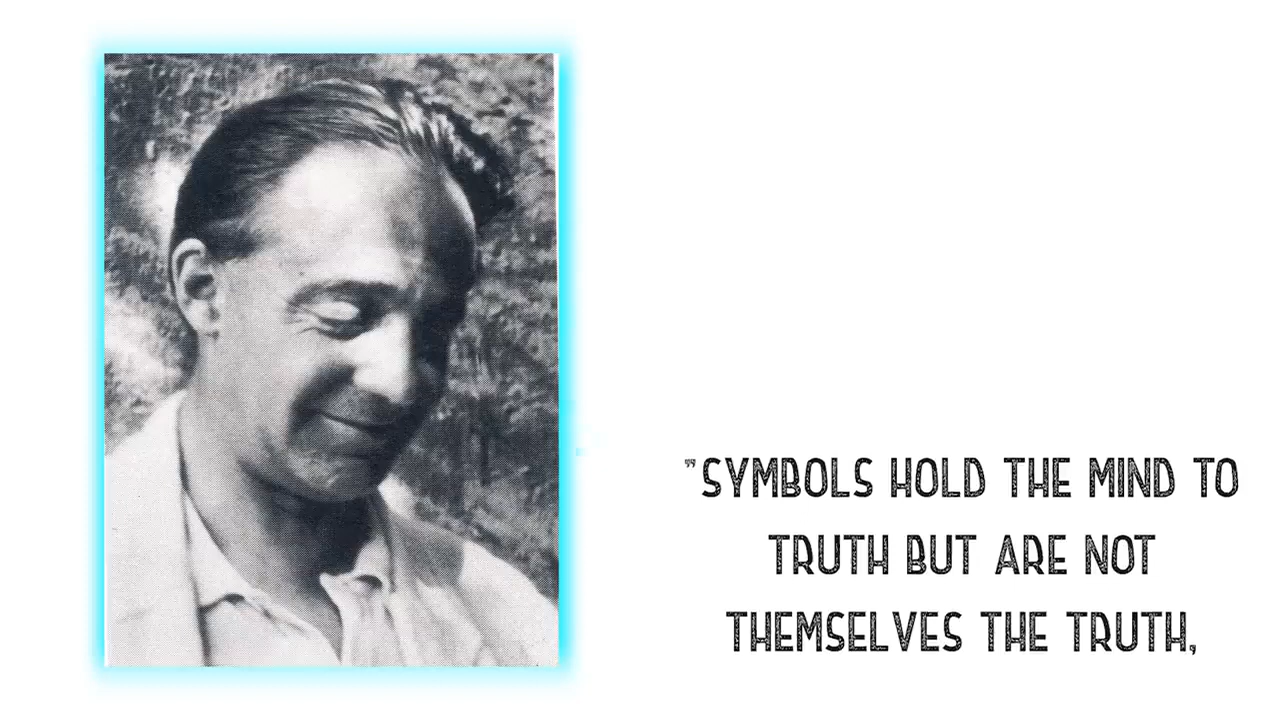 "SYMBOLS HOLD THE MIND TO
TRUTH BUT ARE NOT
THEMSELVES THE TRUTH,